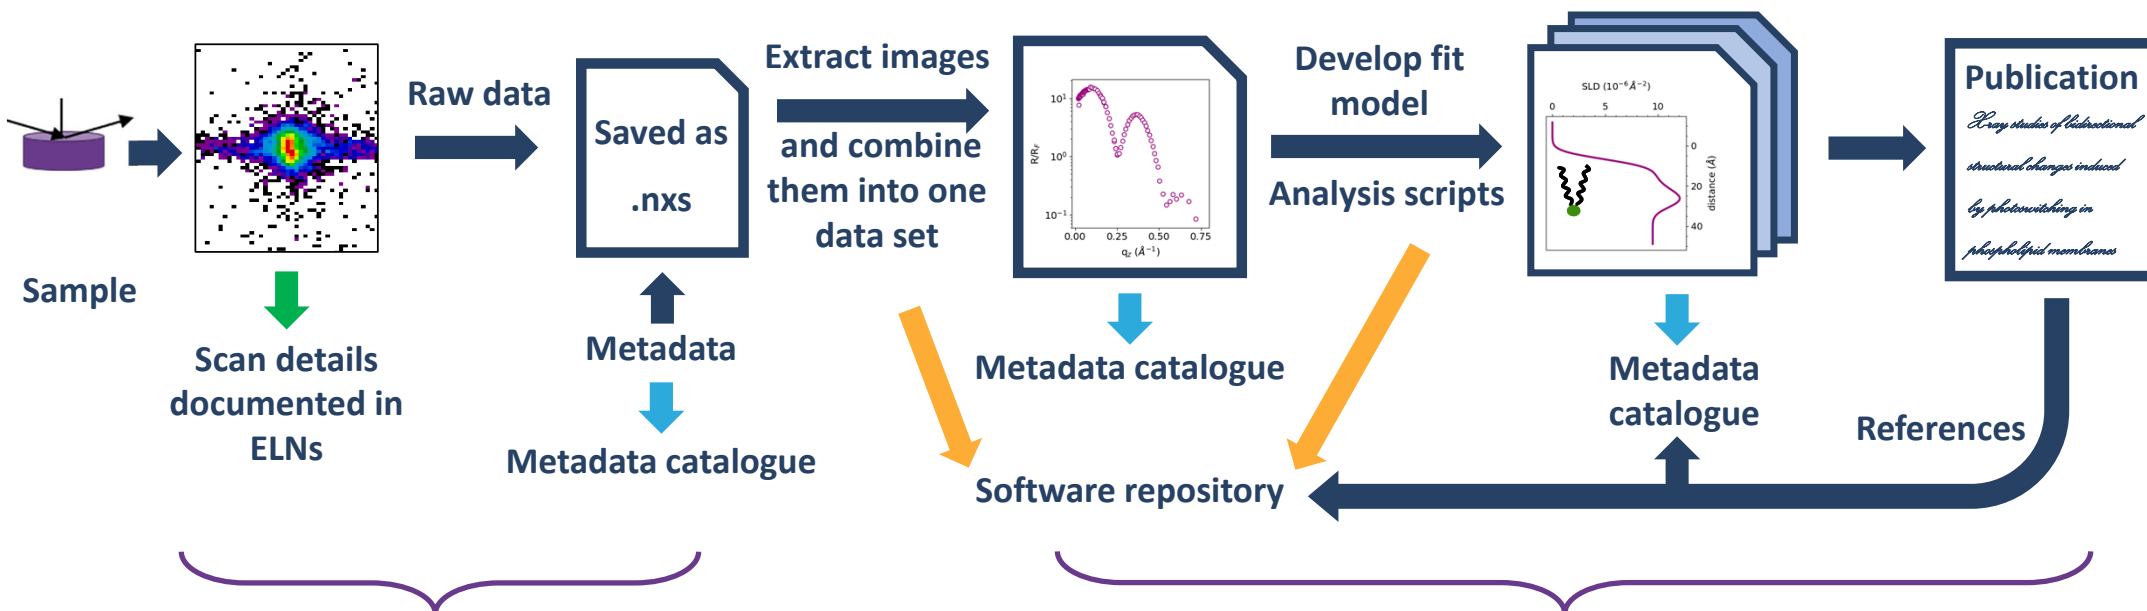 Sample
Scan details
documented in
ELNs
Raw data
Saved as
.nxs
Metadata
Metadata catalogue
Extract images
and combine
them into one
data set
R/R_F
10¹
10⁰
10⁻¹
0.00 0.25 0.50 0.75
q_z (Å⁻¹)
Metadata catalogue
Software repository
Develop fit
model
Analysis scripts
SLD (10⁻⁶ Å⁻²)
0 5 10
0
20
40
distance (Å)
Metadata
catalogue
References
Publication
X-ray studies of bidirectional
structural changes induced
by photoswitching in
phospholipid membranes